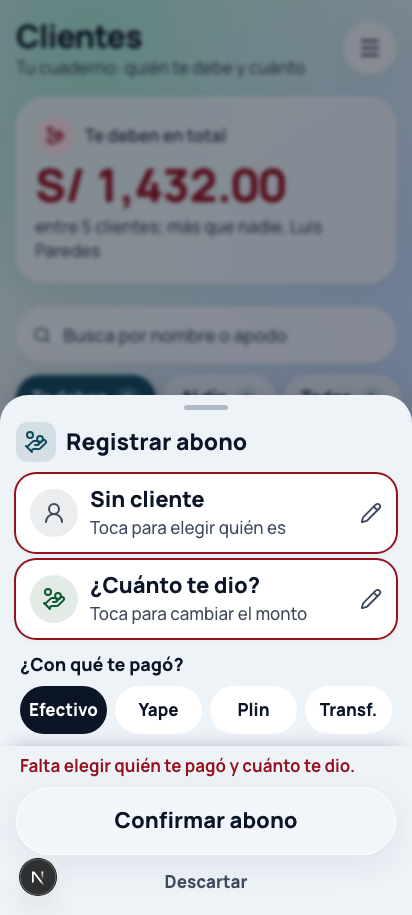 Clientes
Tu cuaderno: quién te debe y cuánto
Te deben en total
S/ 1,432.00
entre 5 clientes; más que nadie, Luis
Paredes
Busca por nombre o apodo
Registrar abono
Sin cliente
Toca para elegir quién es
¿Cuánto te dio?
Toca para cambiar el monto
¿Con qué te pagó?
Efectivo
Yape
Plin
Transf.
Falta elegir quién te pagó y cuánto te dio.
Confirmar abono
N
Descartar